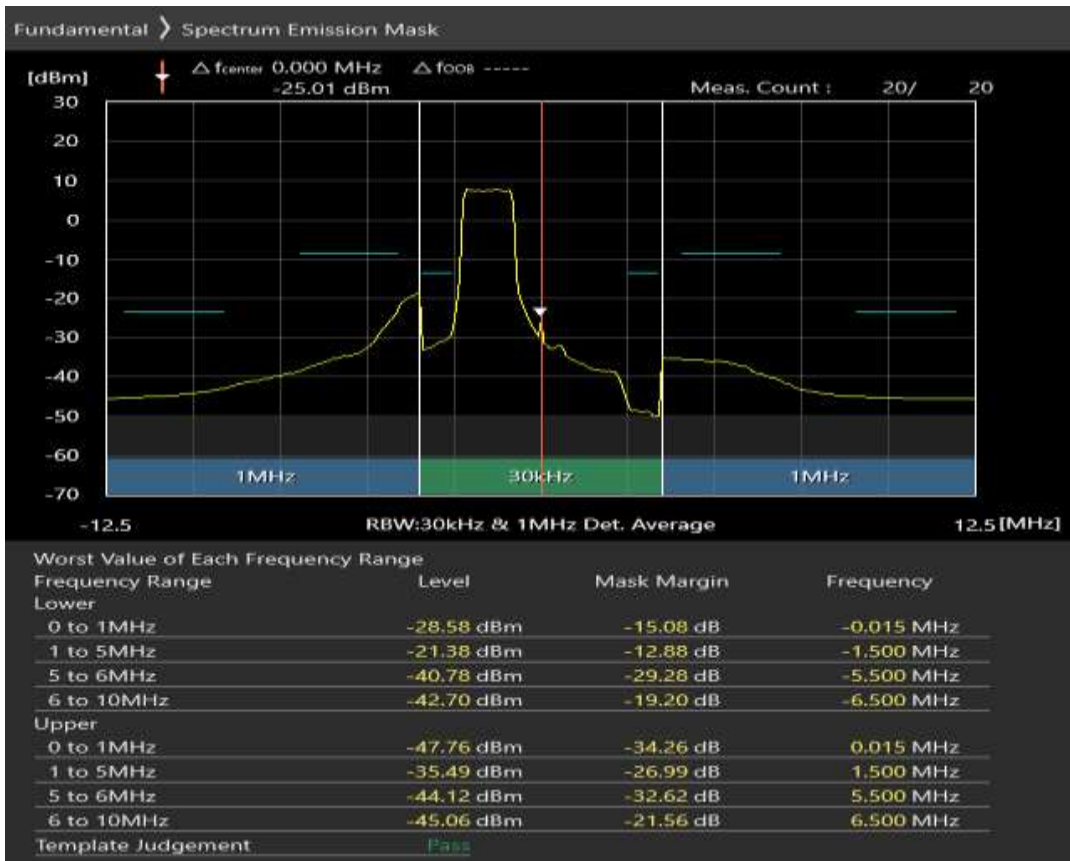 Fundamental 〉 Spectrum Emission Mask
[dBm] △ fcenter 0.000 MHz △ fOOB -----
-25.01 dBm Meas. Count : 20/ 20
30
20
10
0
-10
-20
-30
-40
-50
-60
-70
1MHz 30kHz 1MHz
-12.5 RBW:30kHz & 1MHz Det. Average 12.5 [MHz]
Worst Value of Each Frequency Range
Frequency Range Level Mask Margin Frequency
Lower
0 to 1MHz -28.58 dBm -15.08 dB -0.015 MHz
1 to 5MHz -21.38 dBm -12.88 dB -1.500 MHz
5 to 6MHz -40.78 dBm -29.28 dB -5.500 MHz
6 to 10MHz -42.70 dBm -19.20 dB -6.500 MHz
Upper
0 to 1MHz -47.76 dBm -34.26 dB 0.015 MHz
1 to 5MHz -35.49 dBm -26.99 dB 1.500 MHz
5 to 6MHz -44.12 dBm -32.62 dB 5.500 MHz
6 to 10MHz -45.06 dBm -21.56 dB 6.500 MHz
Template Judgement Pass